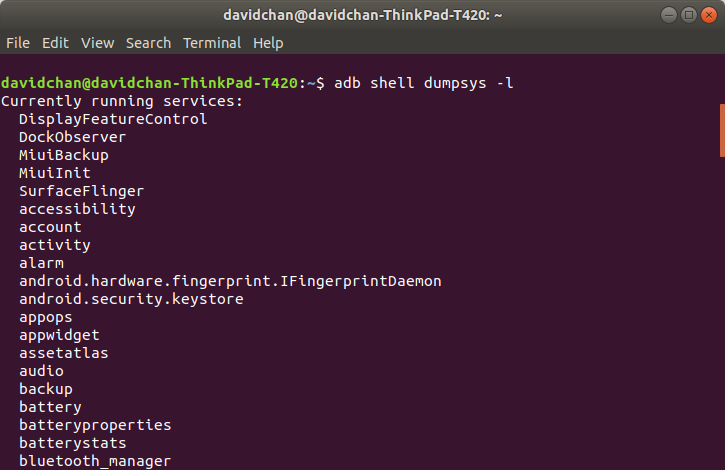 davidchan@davidchan-ThinkPad-T420: ~
File Edit View Search Terminal Help
davidchan@davidchan-ThinkPad-T420:~$ adb shell dumpsys -l
Currently running services:
  DisplayFeatureControl
  DockObserver
  MiuiBackup
  MiuiInit
  SurfaceFlinger
  accessibility
  account
  activity
  alarm
  android.hardware.fingerprint.IFingerprintDaemon
  android.security.keystore
  appops
  appwidget
  assetatlas
  audio
  backup
  battery
  batteryproperties
  batterystats
  bluetooth_manager